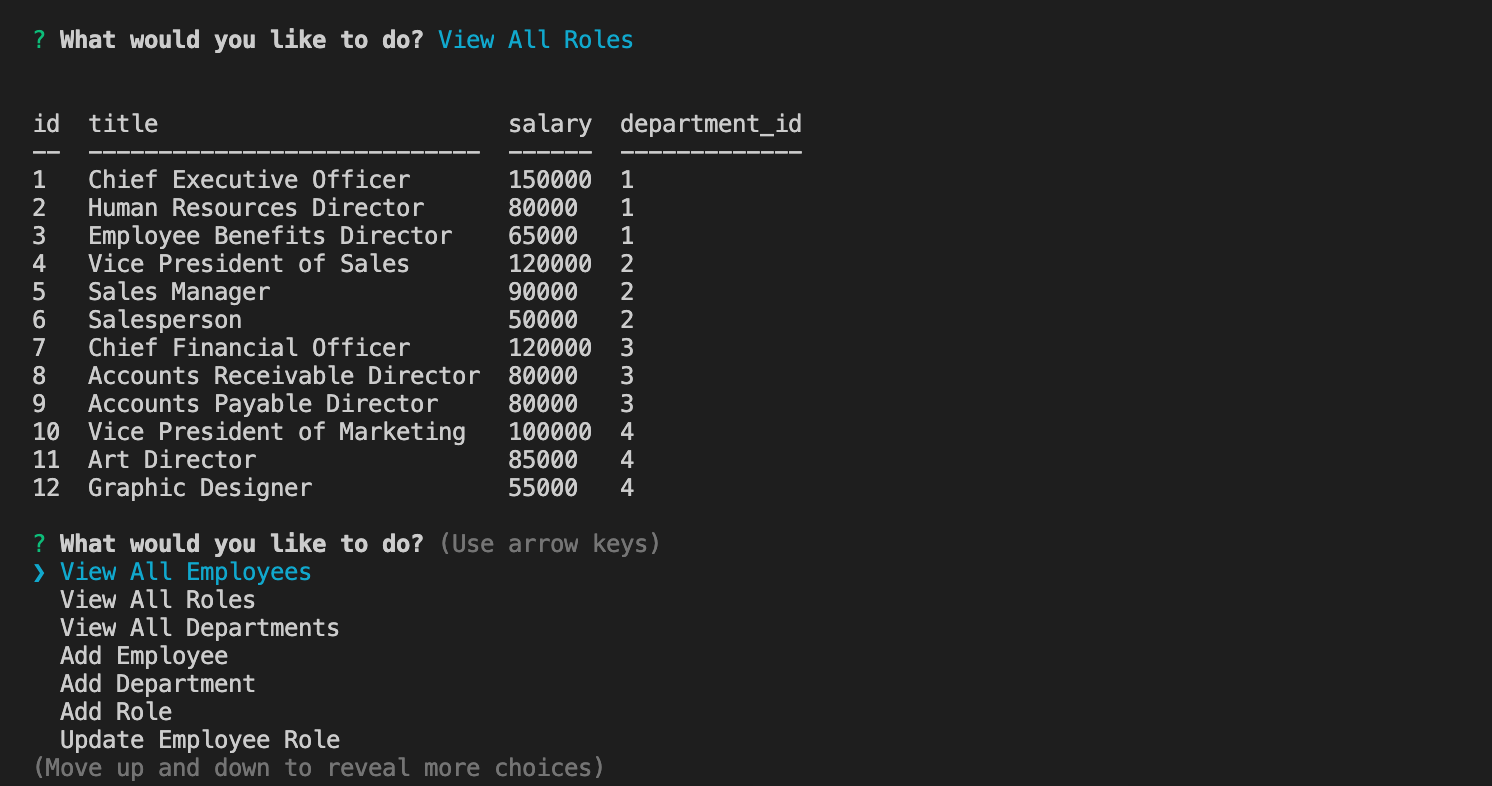 ? What would you like to do? View All Roles
id  title                         salary  department_id
--  ----------------------------  ------  -------------
1   Chief Executive Officer       150000  1
2   Human Resources Director      80000   1
3   Employee Benefits Director    65000   1
4   Vice President of Sales       120000  2
5   Sales Manager                 90000   2
6   Salesperson                   50000   2
7   Chief Financial Officer       120000  3
8   Accounts Receivable Director  80000   3
9   Accounts Payable Director     80000   3
10  Vice President of Marketing   100000  4
11  Art Director                  85000   4
12  Graphic Designer              55000   4
? What would you like to do? (Use arrow keys)
❯ View All Employees
  View All Roles
  View All Departments
  Add Employee
  Add Department
  Add Role
  Update Employee Role
(Move up and down to reveal more choices)